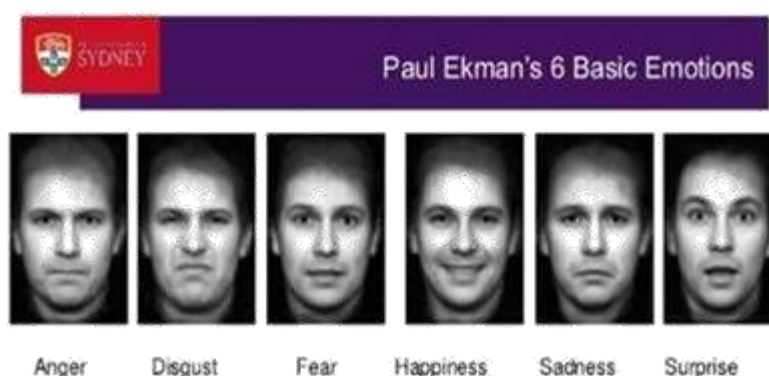 SYDNEY
Paul Ekman's 6 Basic Emotions
Anger Disgust Fear Happiness Sadness Surprise